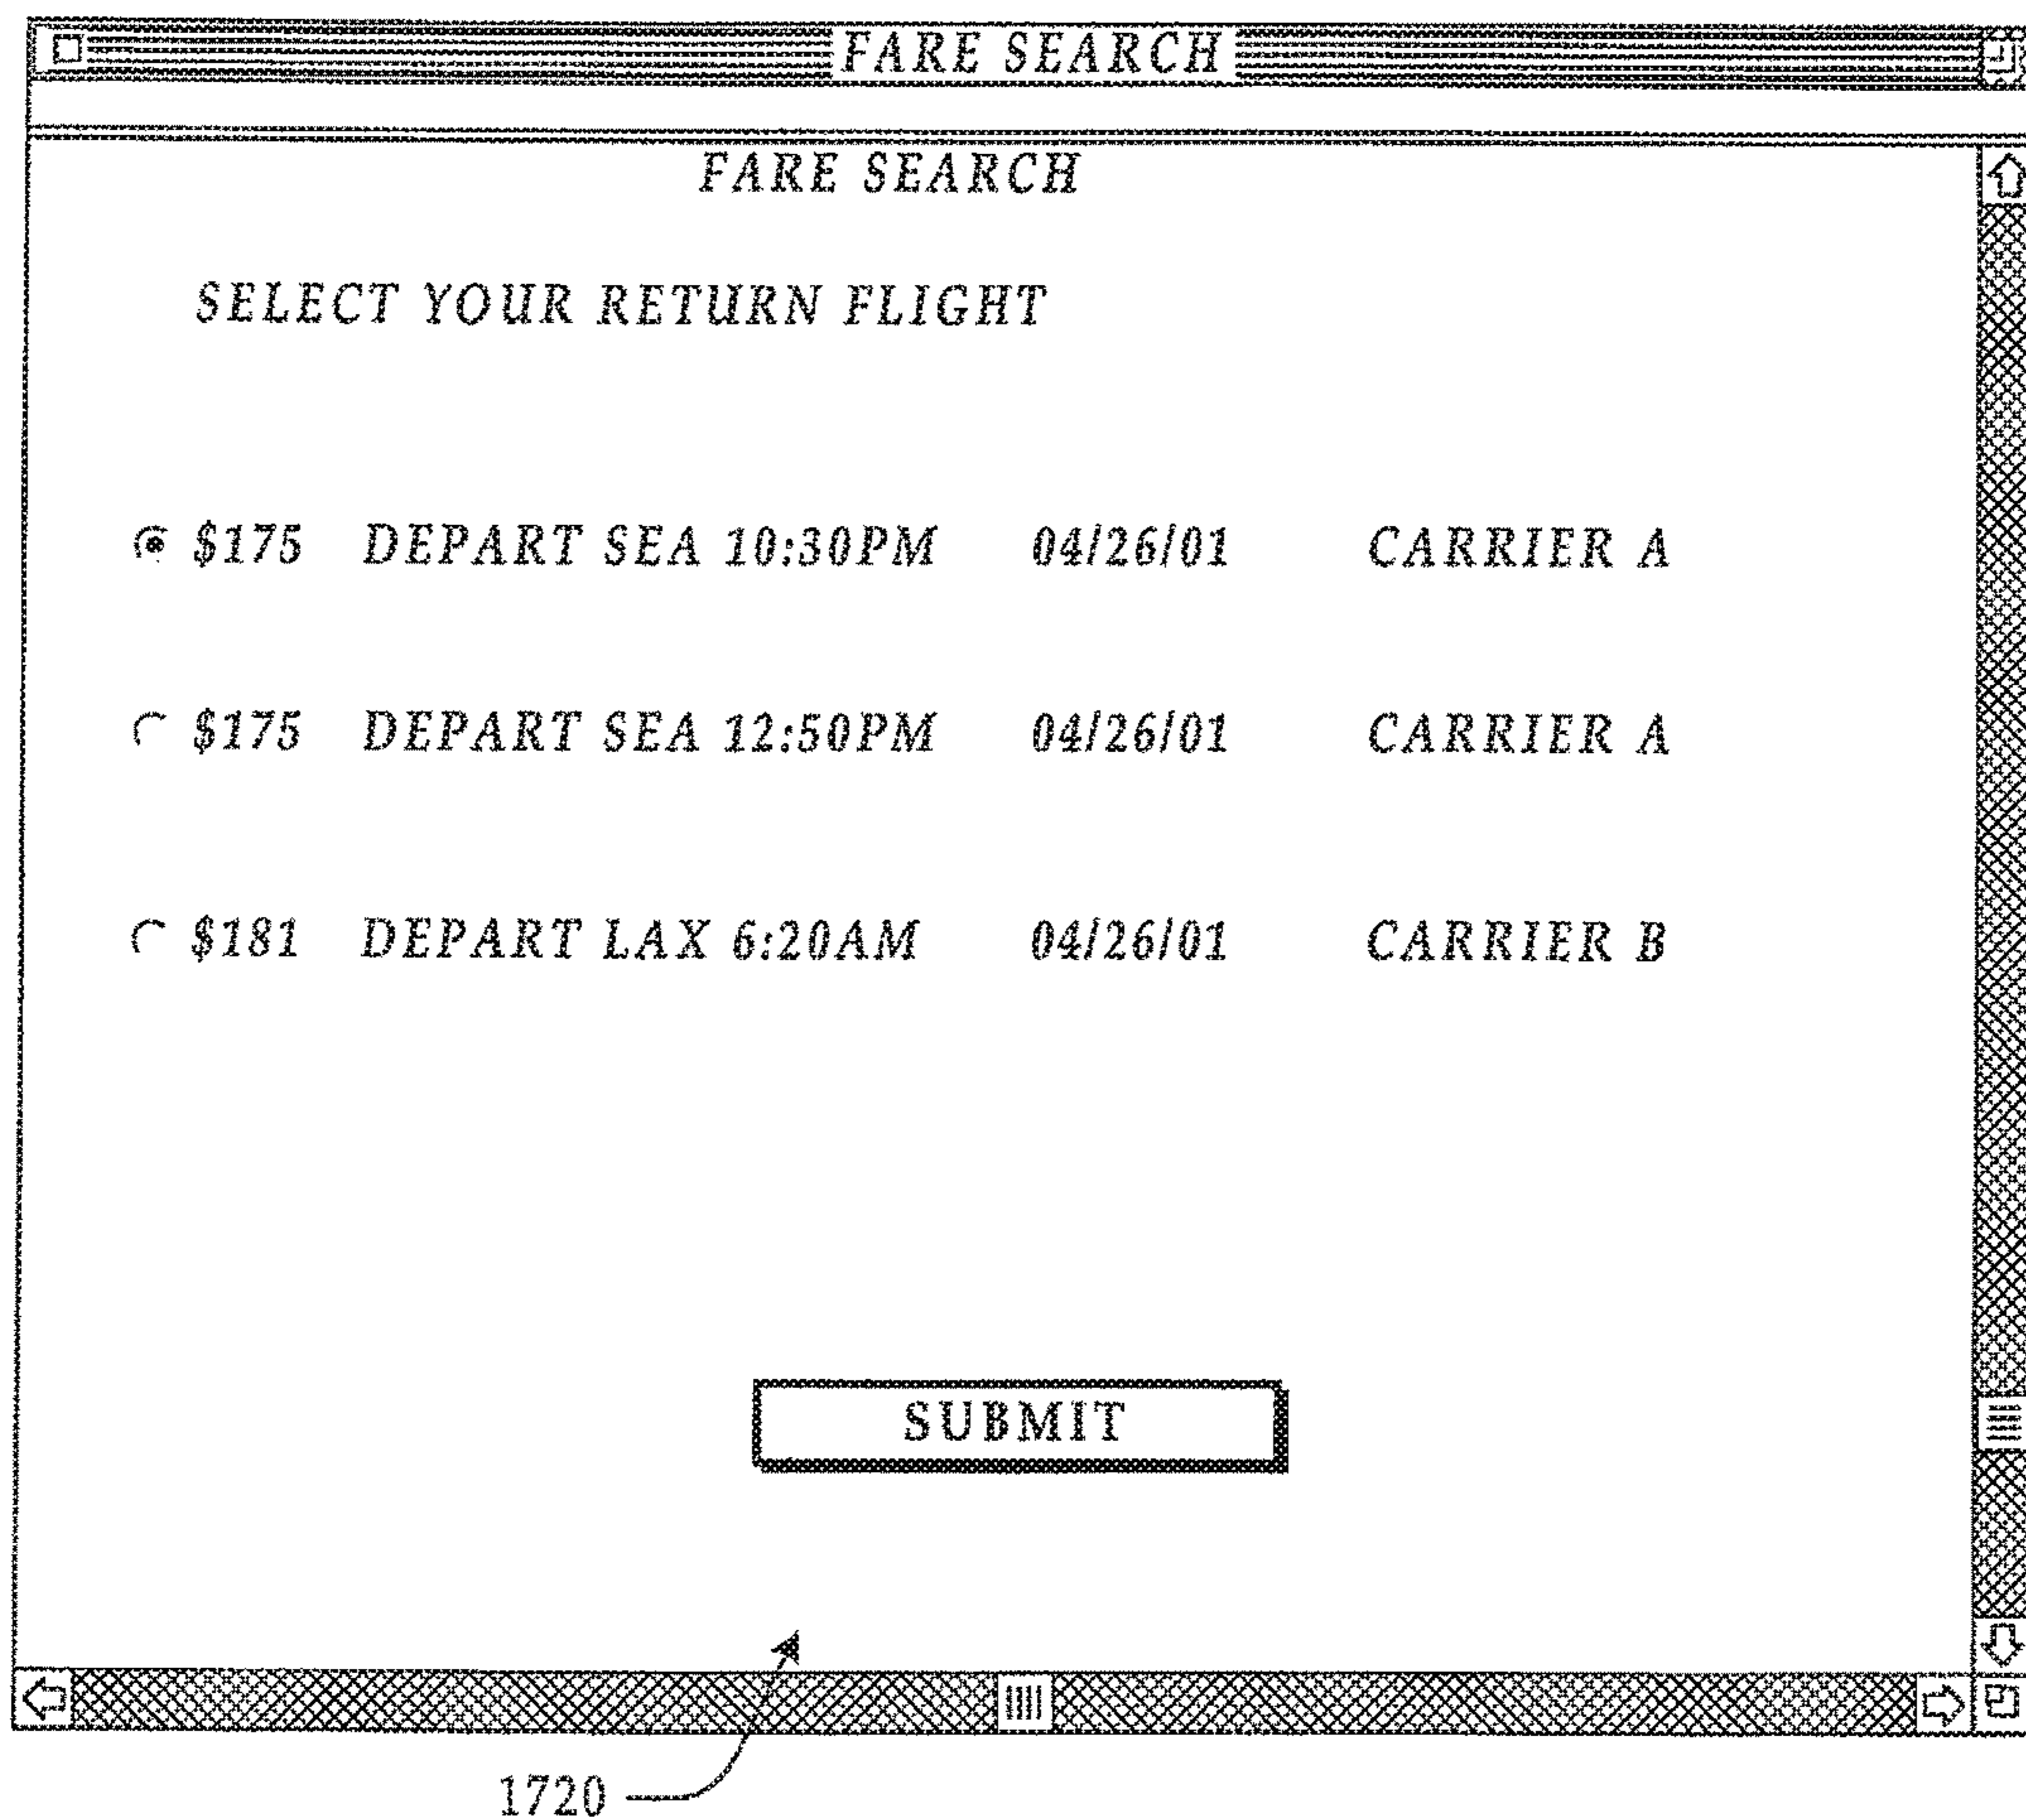 FARE SEARCH
FARE SEARCH
SELECT YOUR RETURN FLIGHT
$175 DEPART SEA 10:30PM 04/26/01 CARRIER A
$175 DEPART SEA 12:50PM 04/26/01 CARRIER A
$181 DEPART LAX 6:20AM 04/26/01 CARRIER B
SUBMIT
1720